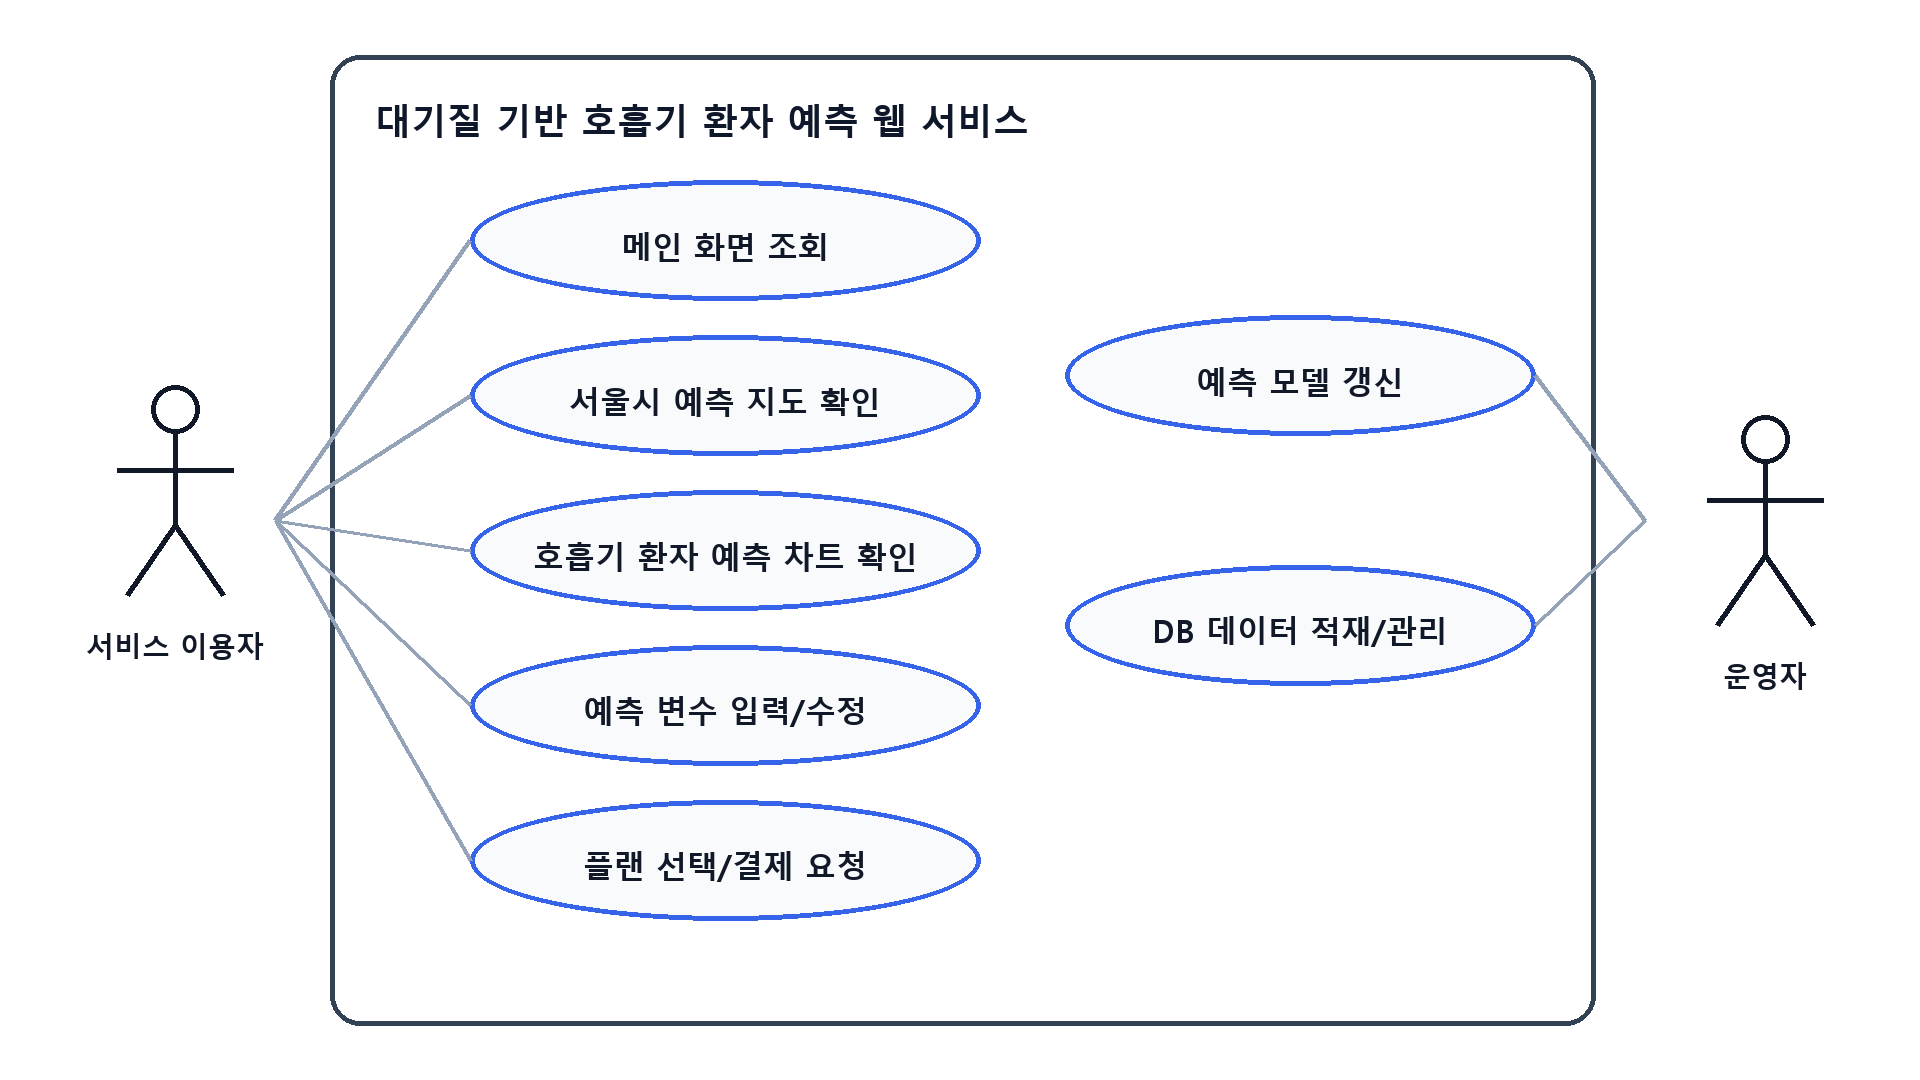 대기질 기반 호흡기 환자 예측 웹 서비스
메인 화면 조회
서울시 예측 지도 확인
호흡기 환자 예측 차트 확인
예측 변수 입력/수정
플랜 선택/결제 요청
예측 모델 갱신
DB 데이터 적재/관리
서비스 이용자
운영자